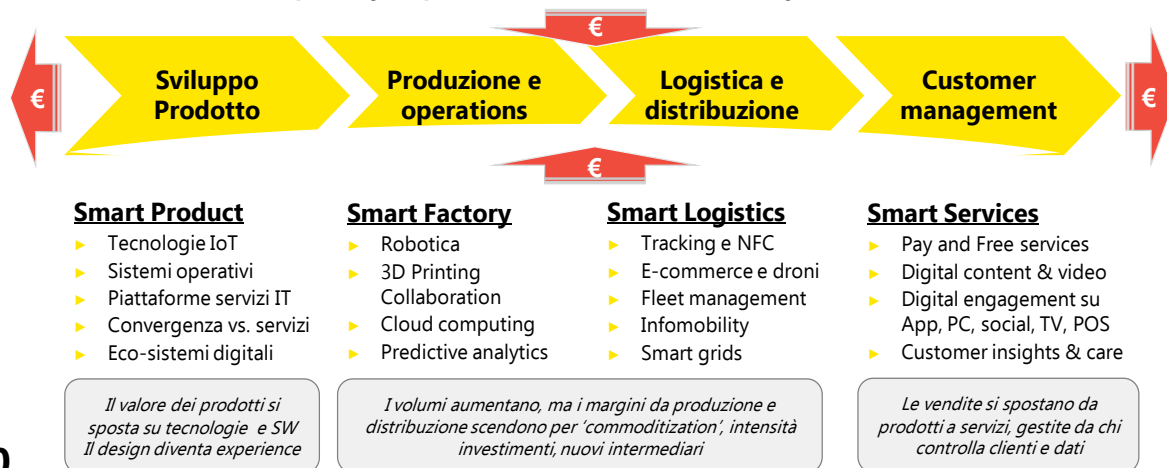 €
Sviluppo
Prodotto
Produzione e
operations
Logistica e
distribuzione
Customer
management
€
€
€
Smart Product
► Tecnologie IoT
► Sistemi operativi
► Piattaforme servizi IT
► Convergenza vs. servizi
► Eco-sistemi digitali
Smart Factory
► Robotica
► 3D Printing
Collaboration
► Cloud computing
► Predictive analytics
Smart Logistics
► Tracking e NFC
► E-commerce e droni
► Fleet management
► Infomobility
► Smart grids
Smart Services
► Pay and Free services
► Digital content & video
► Digital engagement su
App, PC, social, TV, POS
► Customer insights & care
Il valore dei prodotti si
sposta su tecnologie e SW
Il design diventa experience
I volumi aumentano, ma i margini da produzione e
distribuzione scendono per 'commoditization', intensità
investimenti, nuovi intermediari
Le vendite si spostano da
prodotti a servizi, gestite da chi
controlla clienti e dati